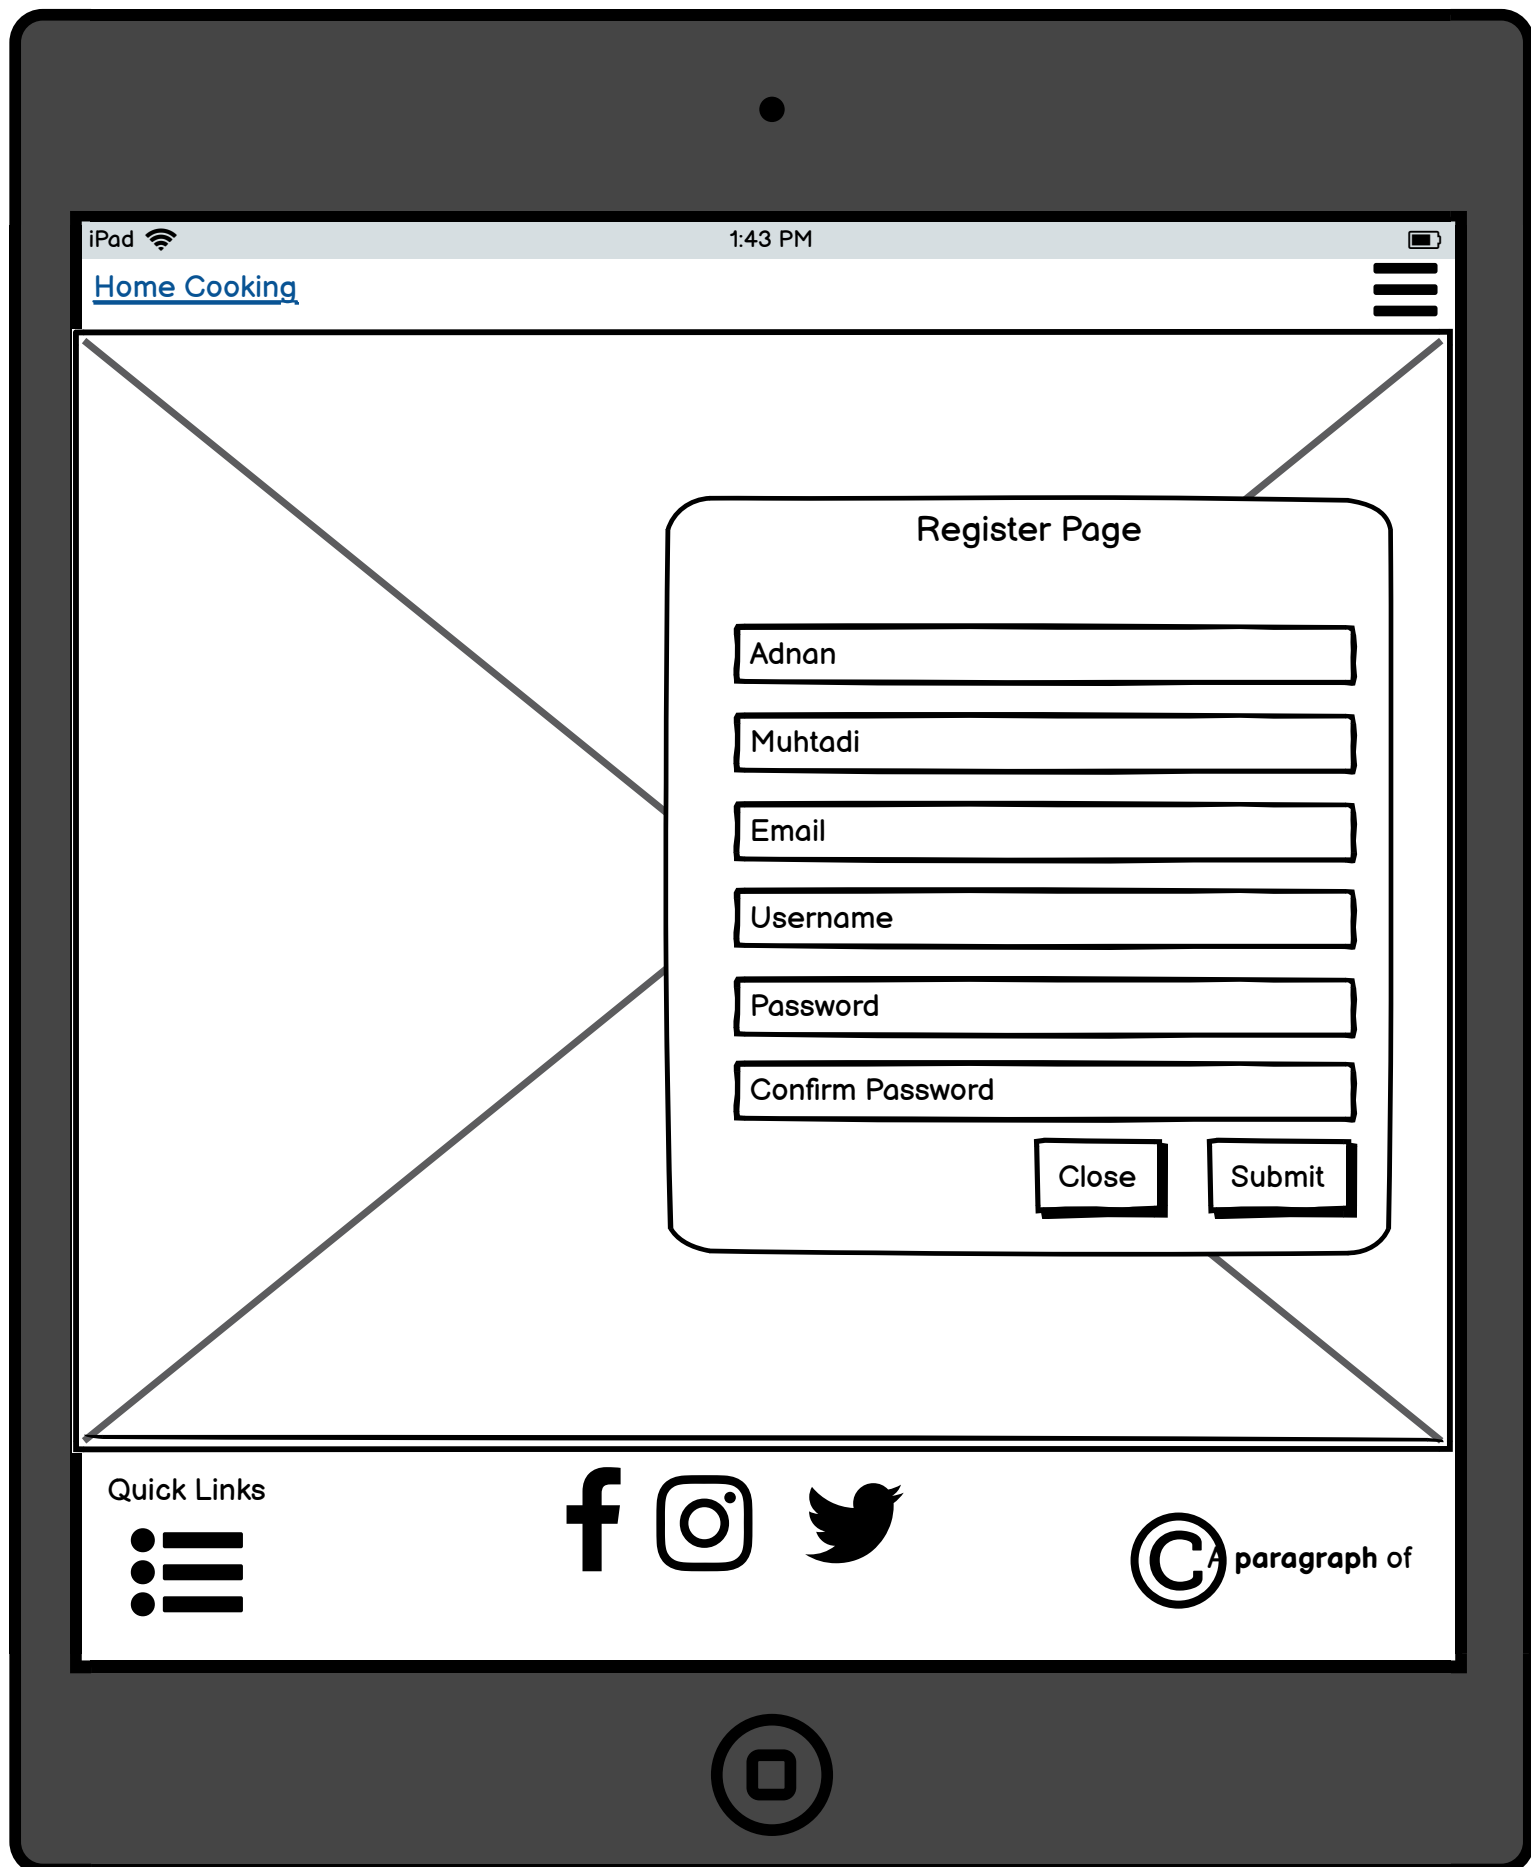 iPad
1:43 PM
Home Cooking
Register Page
Adnan
Muhtadi
Email
Username
Password
Confirm Password
Close Submit
Quick Links
© A paragraph of